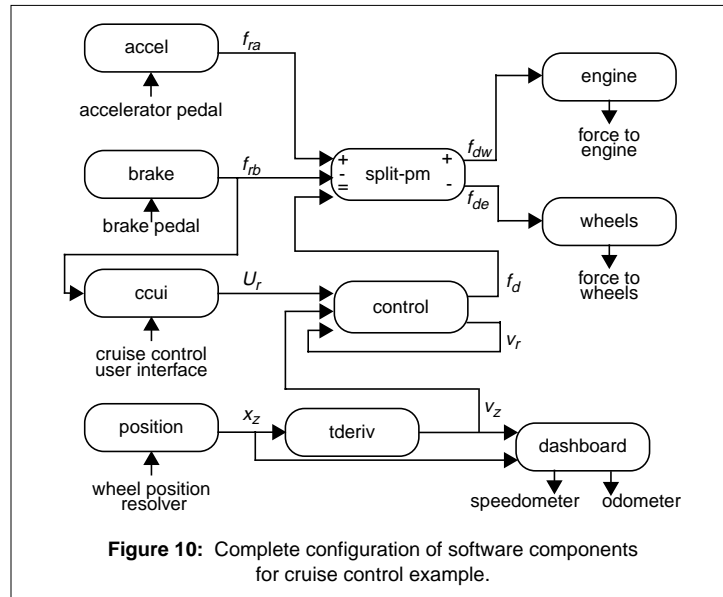 accel
f_ra
accelerator pedal
engine
force to
engine
brake
f_rb
brake pedal
+
-
=
split-pm
+
-
f_dw
f_de
wheels
force to
wheels
ccui
U_r
cruise control
user interface
control
f_d
v_r
position
x_z
wheel position
resolver
tderiv
v_z
dashboard
speedometer
odometer
Figure 10: Complete configuration of software components
for cruise control example.